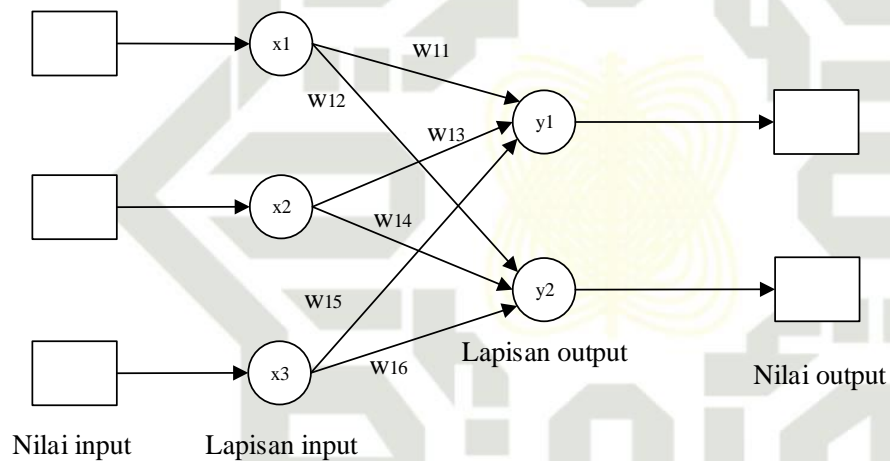 x1
W11
W12
y1
W13
x2
W14
y2
W15
Lapisan output
W16
x3
Nilai output
Nilai input
Lapisan input